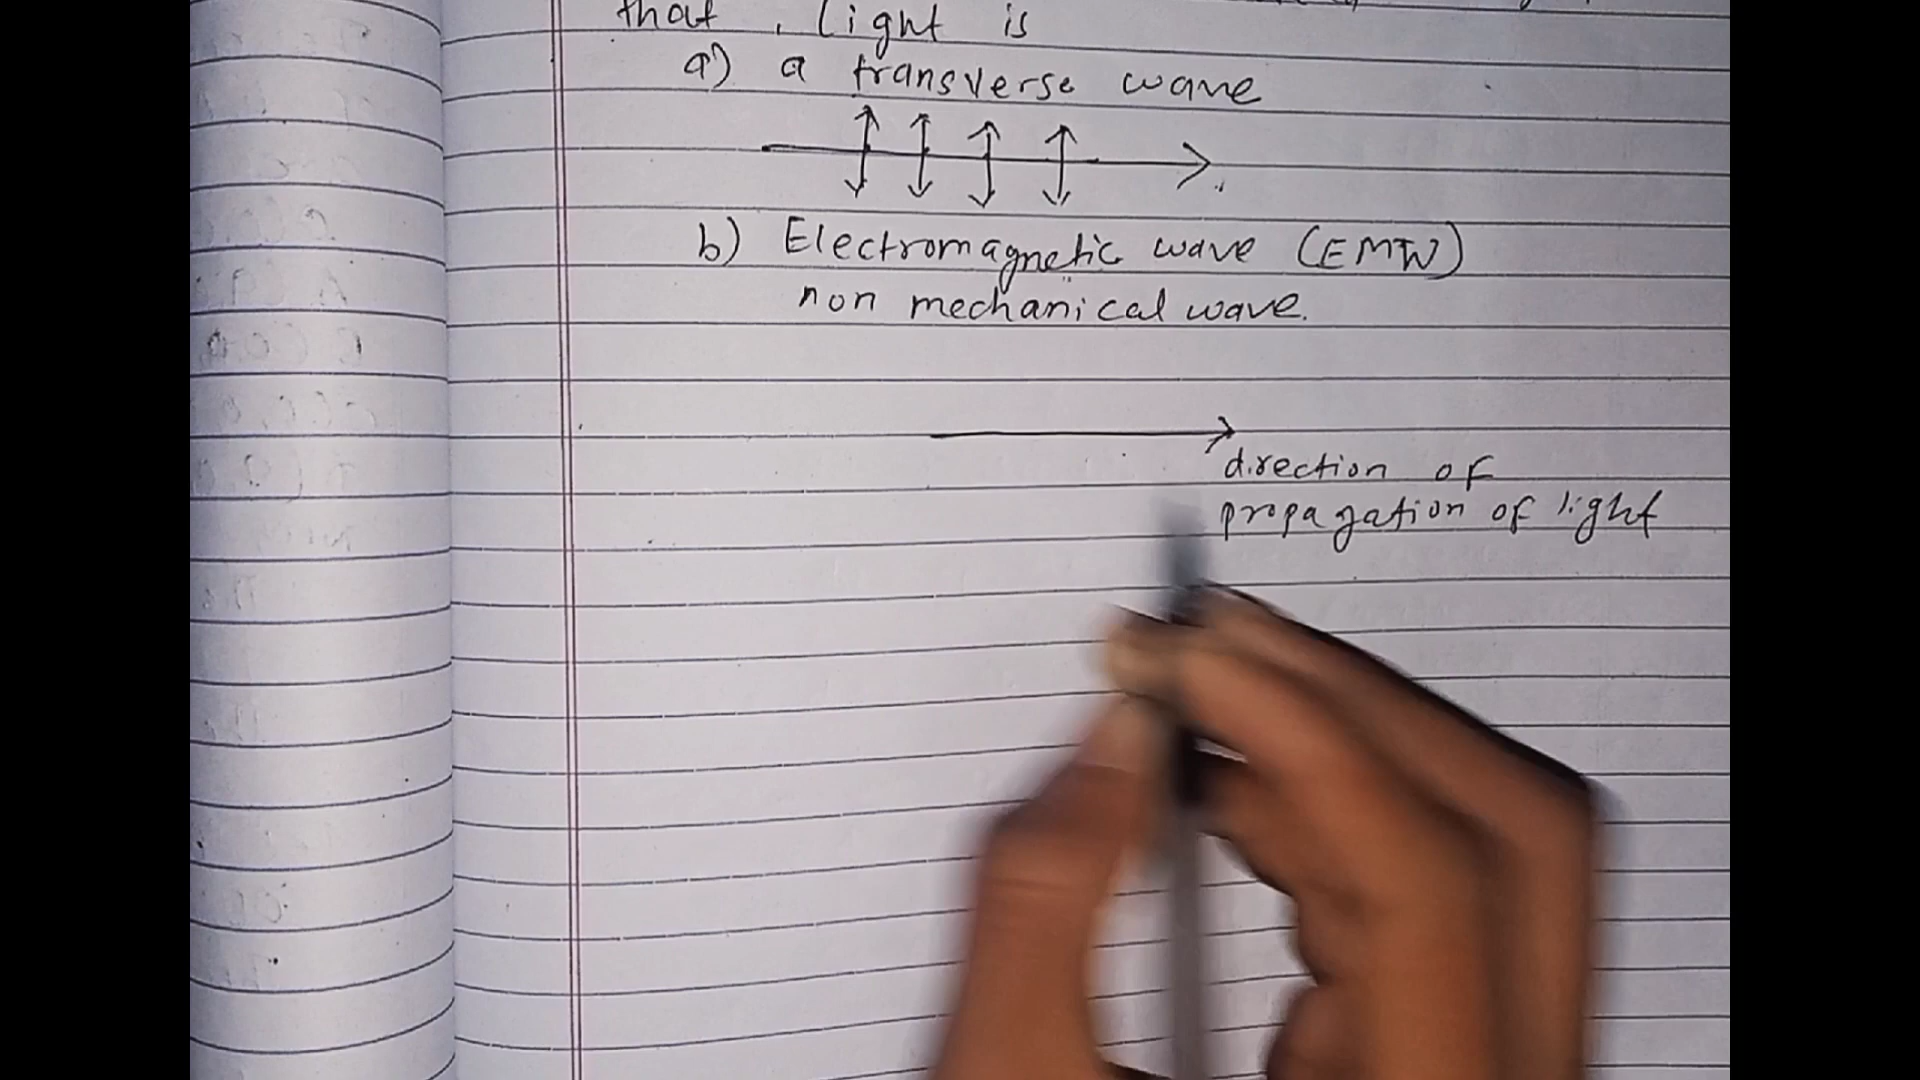 that , light is
a) a transverse wave
b) Electromagnetic wave (EMW)
non mechanical wave.
direction of
propagation of light